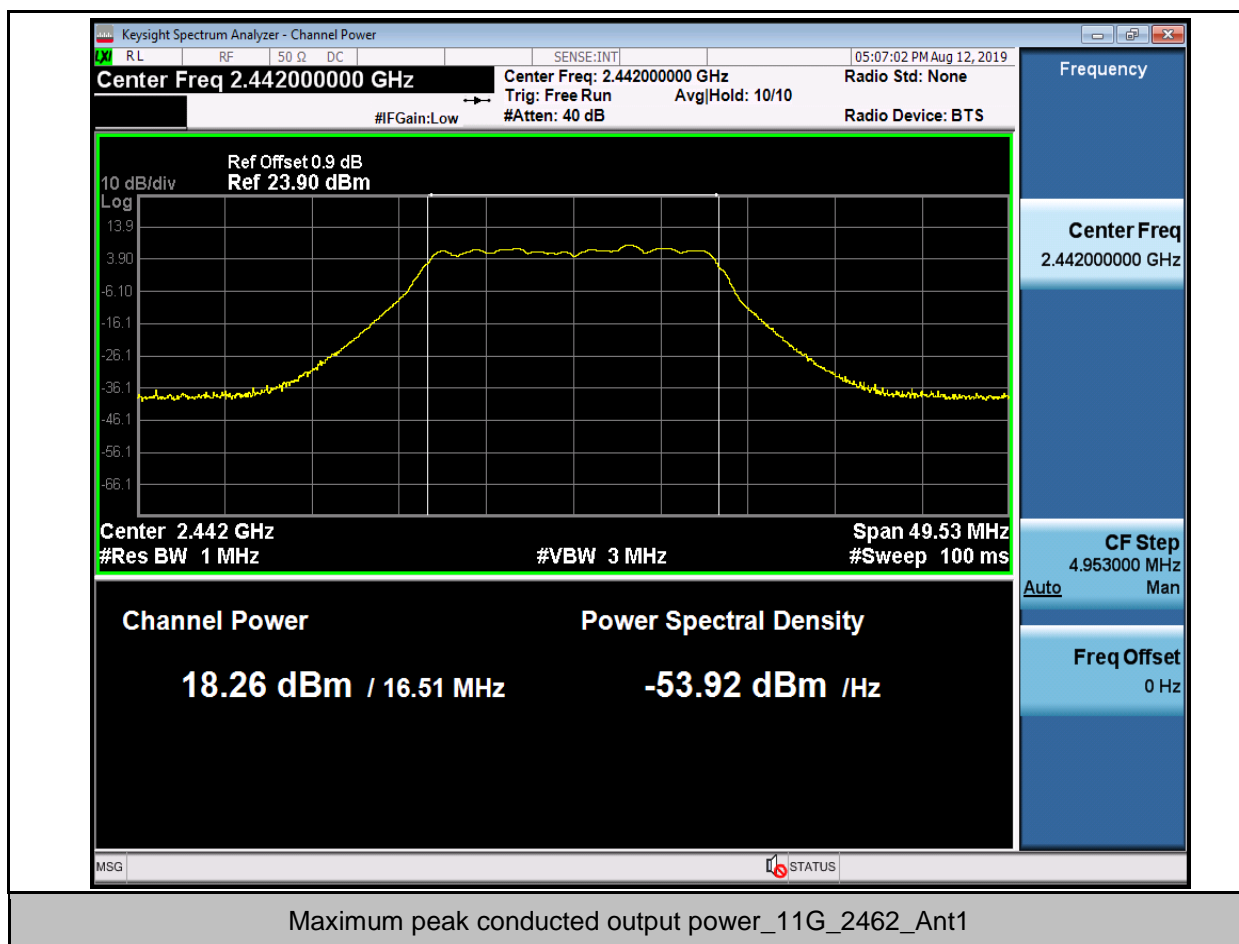 Keysight Spectrum Analyzer - Channel Power
LXI RL RF 50 Ω DC SENSE:INT 05:07:02 PM Aug 12, 2019
Center Freq 2.442000000 GHz
Center Freq: 2.442000000 GHz Radio Std: None
Trig: Free Run Avg|Hold: 10/10
#IFGain:Low #Atten: 40 dB Radio Device: BTS
Ref Offset 0.9 dB
10 dB/div Ref 23.90 dBm
Log
13.9
3.90
-6.10
-16.1
-26.1
-36.1
-46.1
-56.1
-66.1
Center 2.442 GHz Span 49.53 MHz
#Res BW 1 MHz #VBW 3 MHz #Sweep 100 ms
Channel Power Power Spectral Density
18.26 dBm / 16.51 MHz -53.92 dBm /Hz
Frequency
Center Freq
2.442000000 GHz
CF Step
4.953000 MHz
Auto Man
Freq Offset
0 Hz
MSG STATUS
Maximum peak conducted output power_11G_2462_Ant1